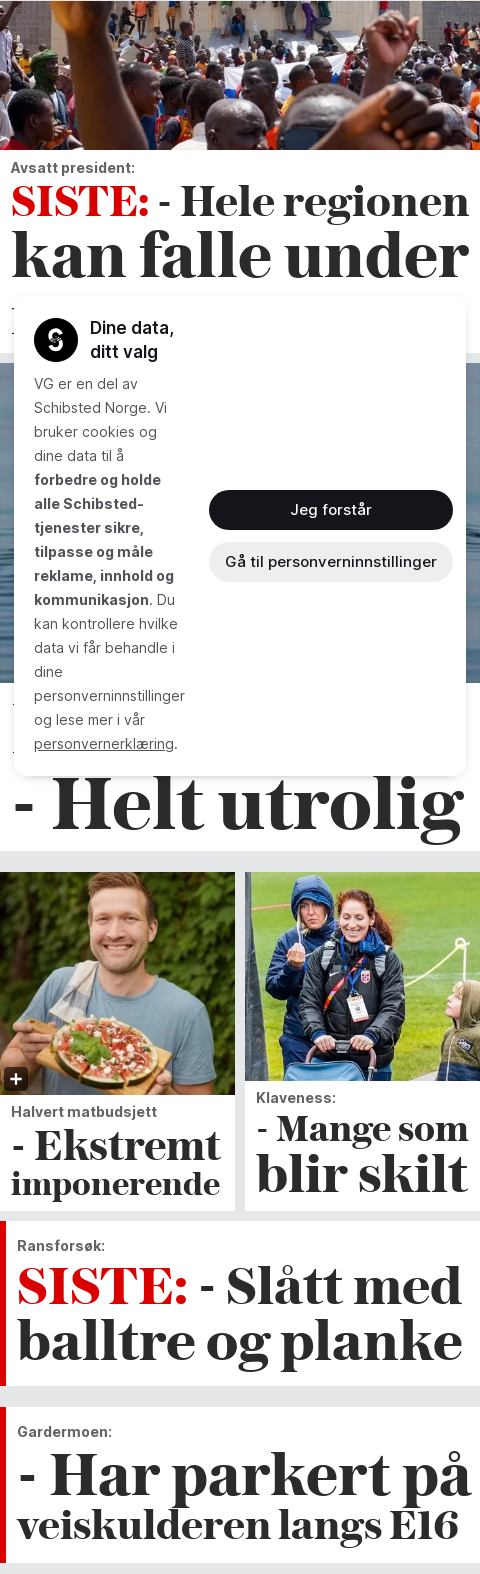 Avsatt president:
SISTE: - Hele regionen
kan falle under
Dine data,
ditt valg
VG er en del av
Schibsted Norge. Vi
bruker cookies og
dine data til å
forbedre og holde
alle Schibsted-
tjenester sikre,
tilpasse og måle
reklame, innhold og
kommunikasjon. Du
kan kontrollere hvilke
data vi får behandle i
dine
personverninnstillinger
og lese mer i vår
personvernerklæring.
Jeg forstår
Gå til personverninnstillinger
- Helt utrolig
Halvert matbudsjett
- Ekstremt
imponerende
Klaveness:
- Mange som
blir skilt
Ransforsøk:
SISTE: - Slått med
balltre og planke
Gardermoen:
- Har parkert på
veiskulderen langs E16